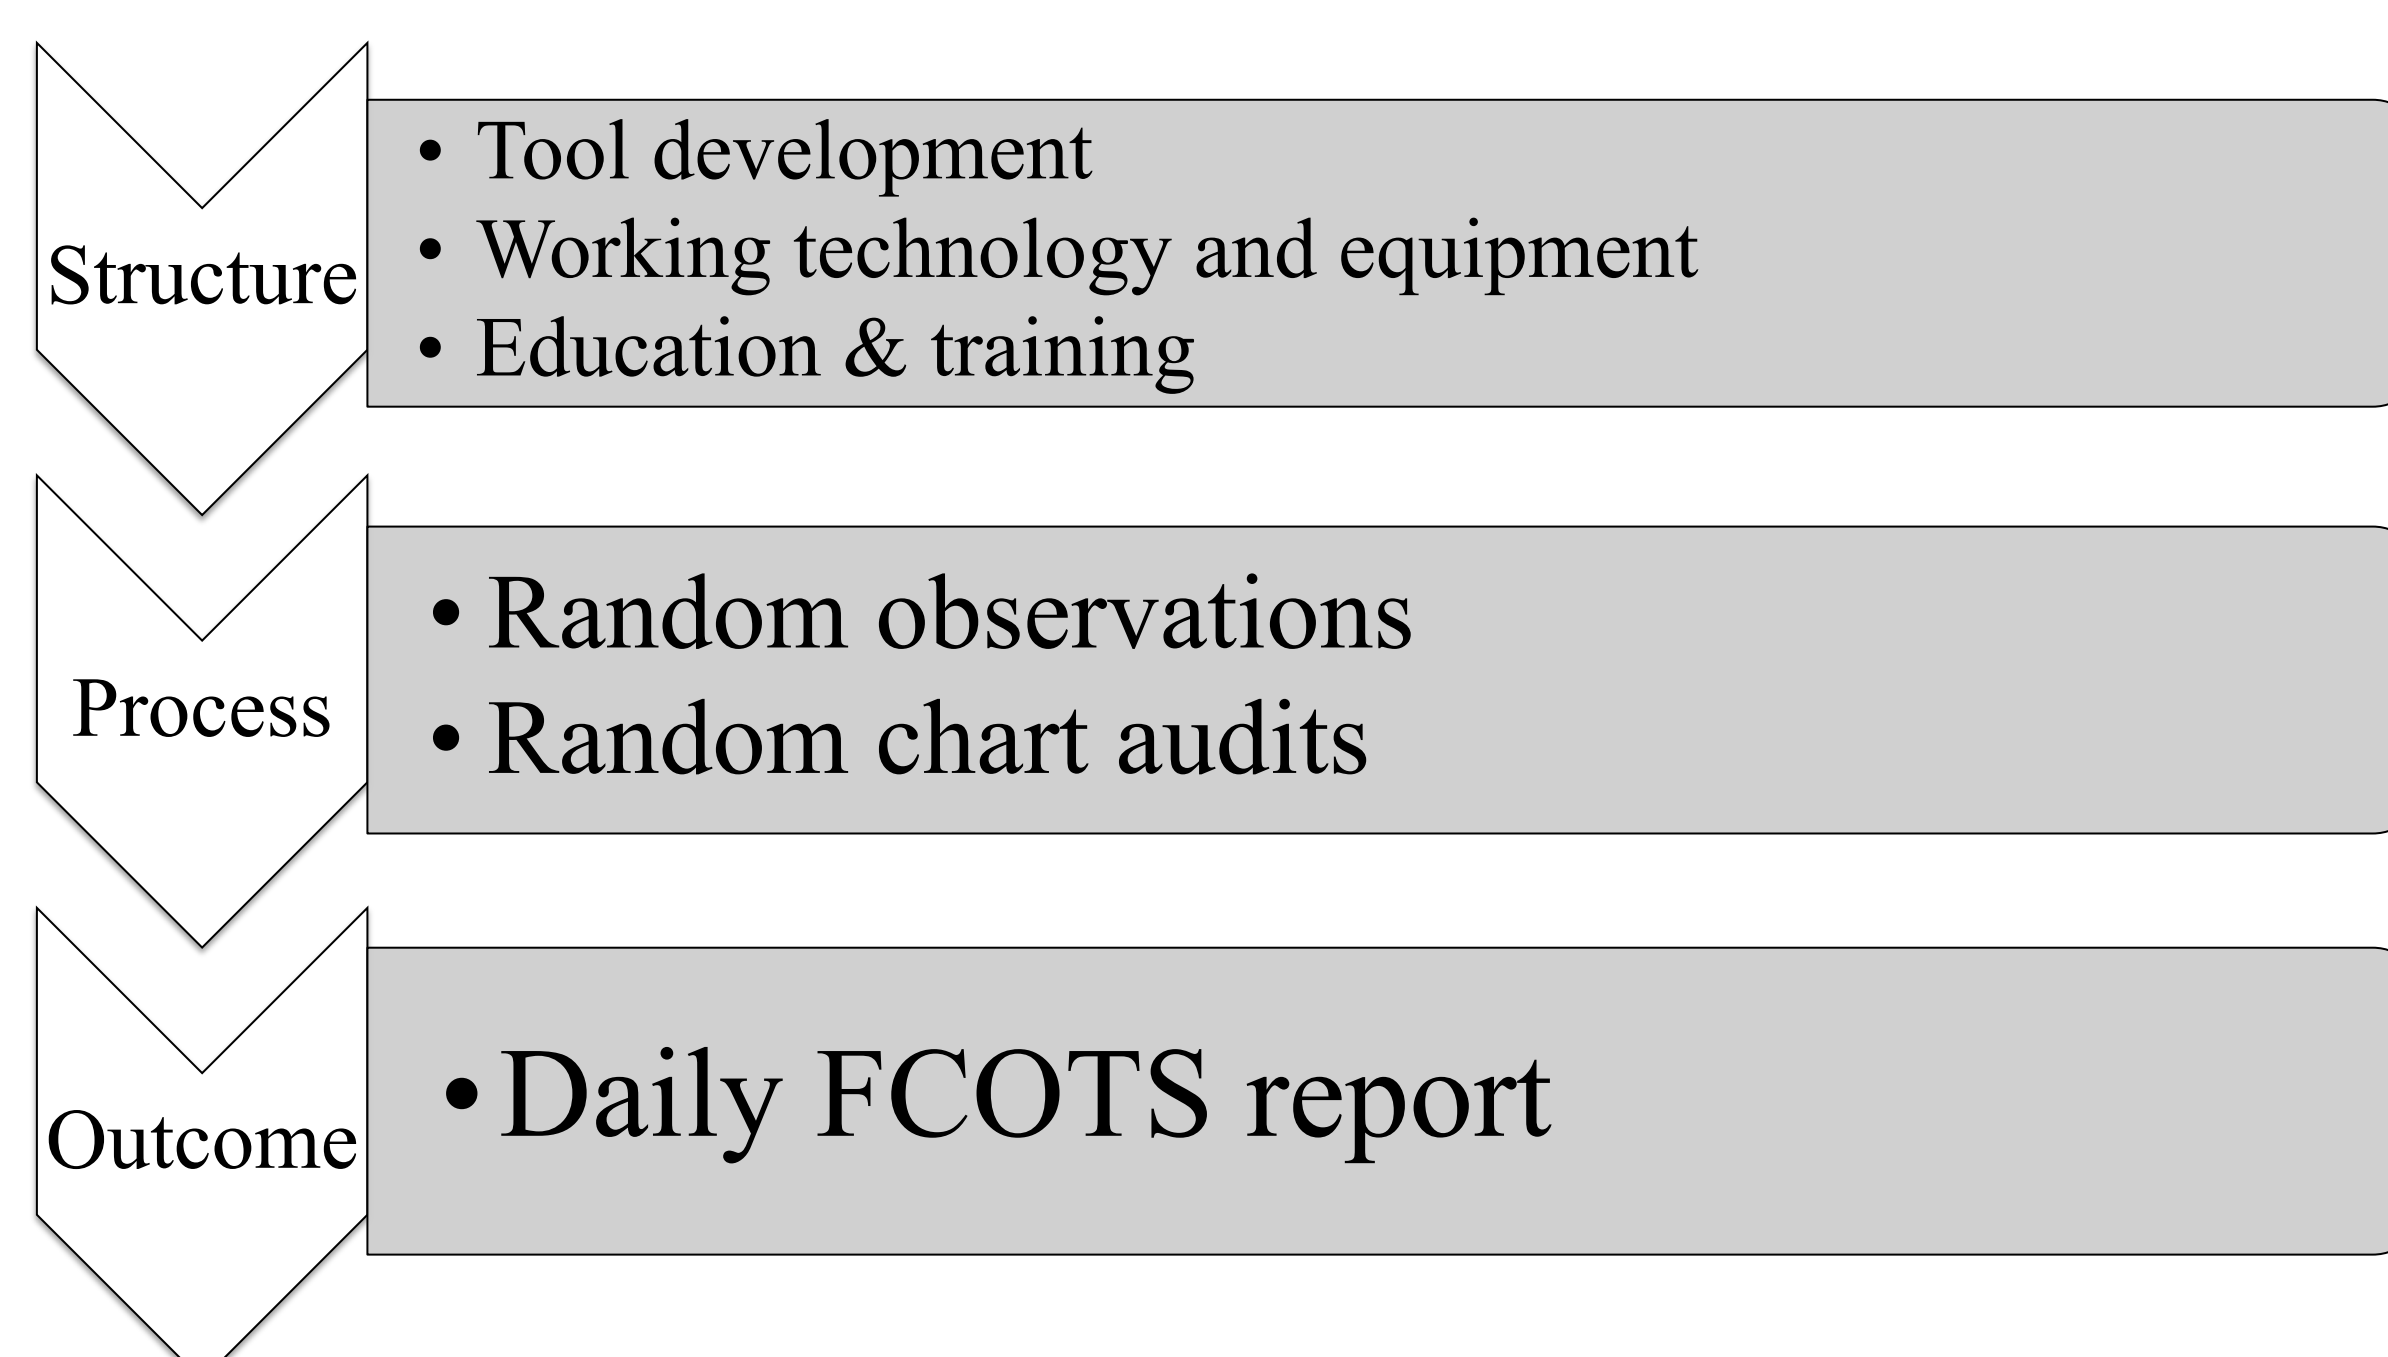 Structure
• Tool development
• Working technology and equipment
• Education & training
Process
• Random observations
• Random chart audits
Outcome
• Daily FCOTS report